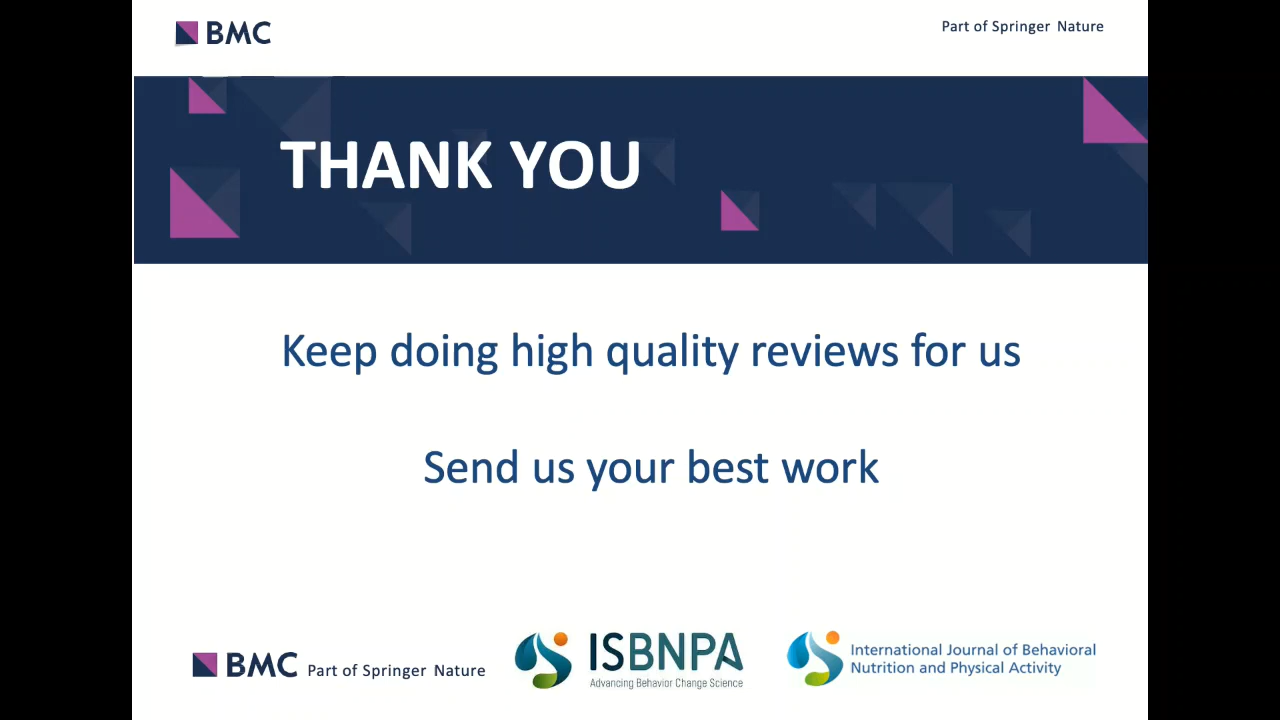 BMC
Part of Springer Nature
THANK YOU
Keep doing high quality reviews for us
Send us your best work
BMC Part of Springer Nature
ISBNPA
Advancing Behavior Change Science
International Journal of Behavioral
Nutrition and Physical Activity